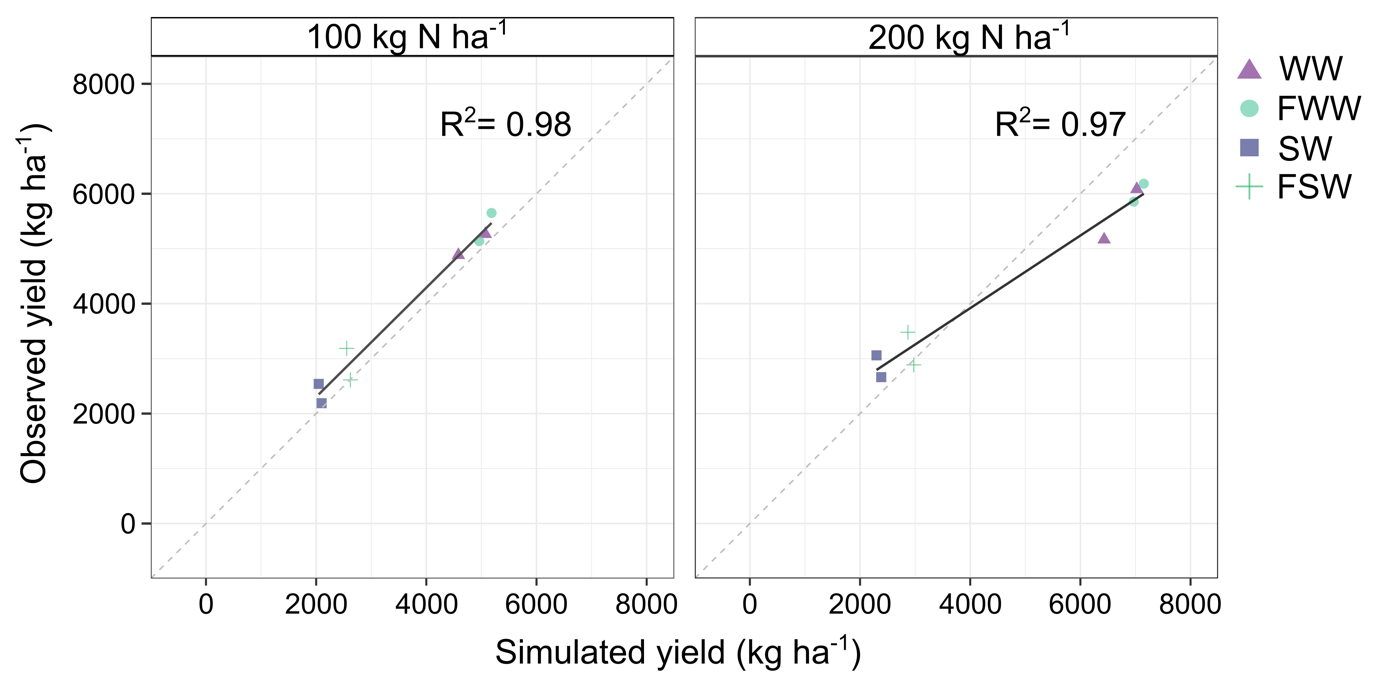 100 kg N ha⁻¹
200 kg N ha⁻¹
WW
FWW
SW
FSW
R²= 0.98
R²= 0.97
Observed yield (kg ha⁻¹)
8000
6000
4000
2000
0
0 2000 4000 6000 8000
0 2000 4000 6000 8000
Simulated yield (kg ha⁻¹)